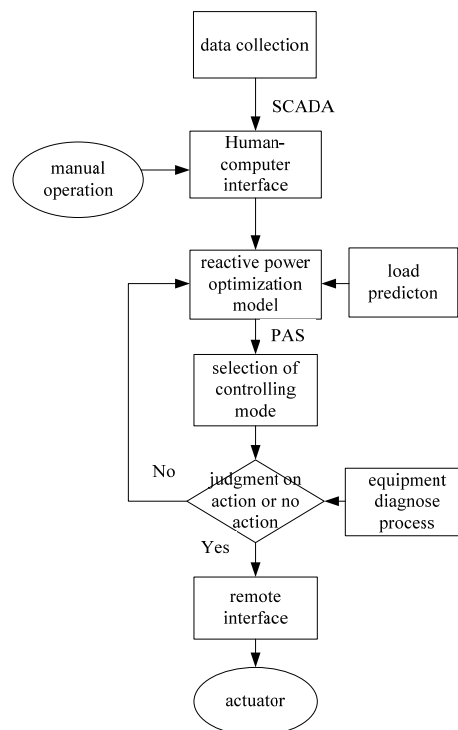 data collection
SCADA
Human-
computer
interface
manual
operation
reactive power
optimization
model
load
predicton
PAS
selection of
controlling
mode
No
judgment on
action or no
action
equipment
diagnose
process
Yes
remote
interface
actuator